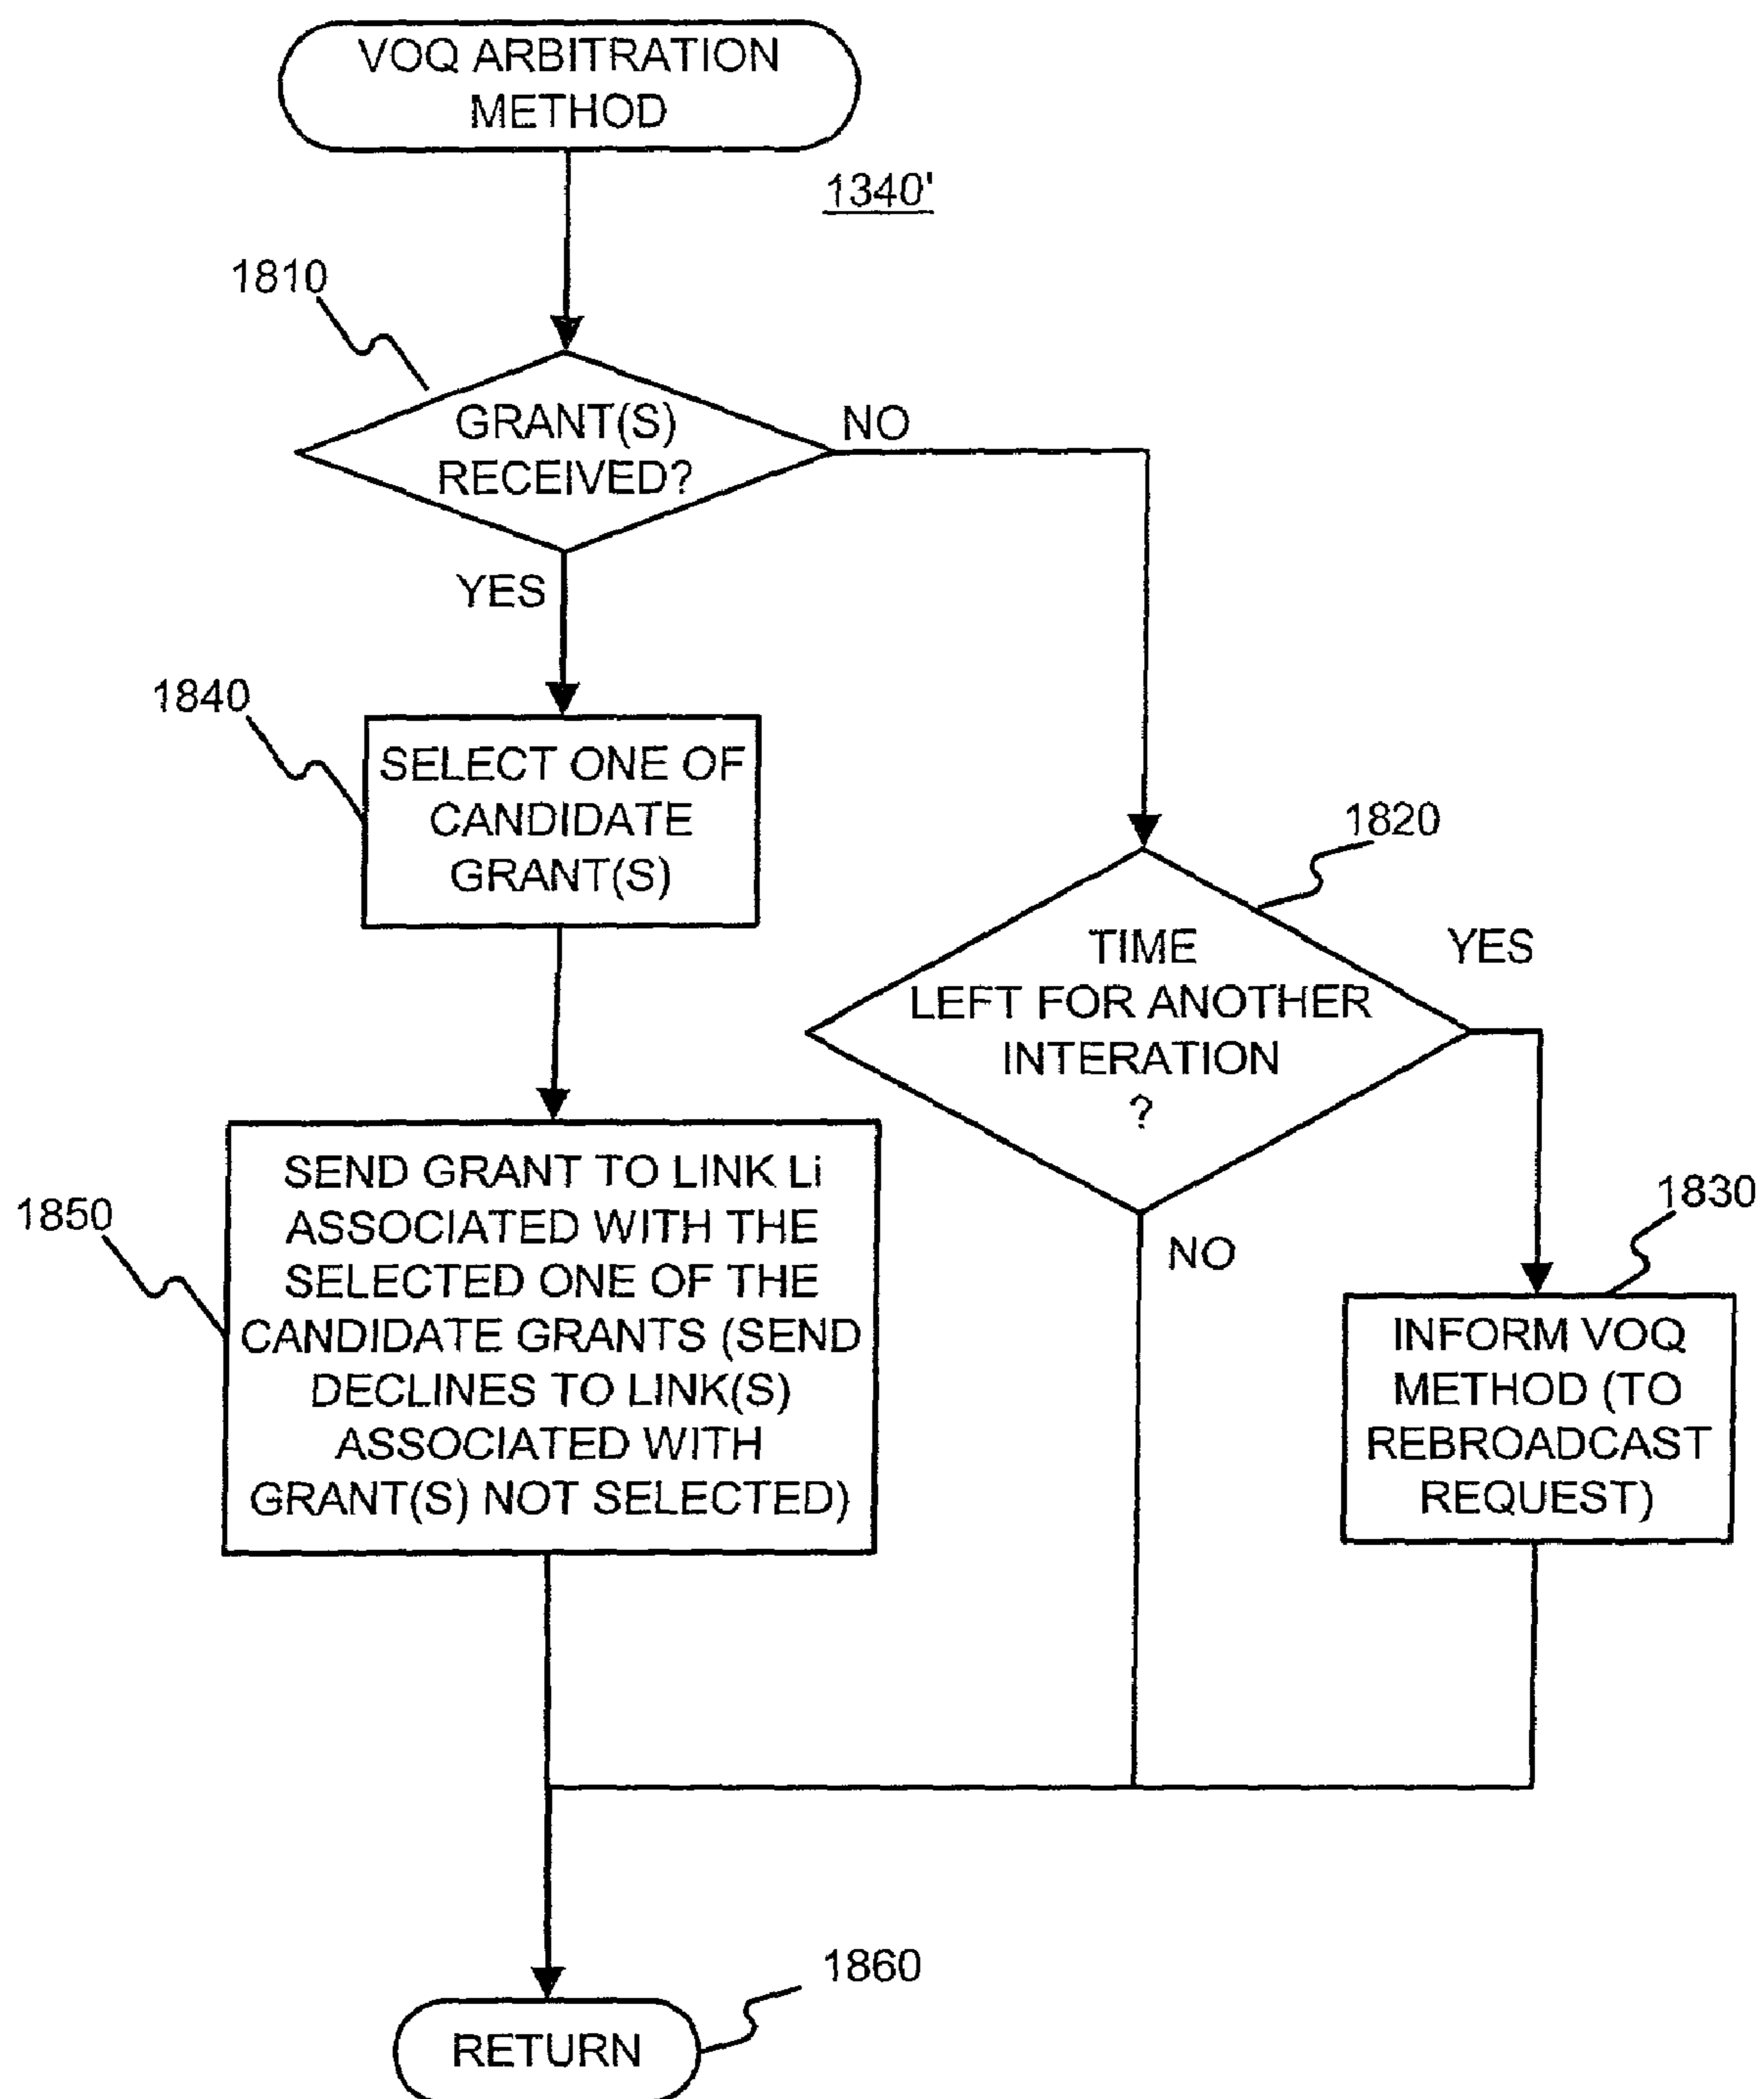 VOQ ARBITRATION
METHOD
1340'
1810
GRANT(S)
RECEIVED?
NO
YES
1840
SELECT ONE OF
CANDIDATE
GRANT(S)
1820
TIME
LEFT FOR ANOTHER
INTERATION
?
YES
NO
1850
SEND GRANT TO LINK Li
ASSOCIATED WITH THE
SELECTED ONE OF THE
CANDIDATE GRANTS (SEND
DECLINES TO LINK(S)
ASSOCIATED WITH
GRANT(S) NOT SELECTED)
1830
INFORM VOQ
METHOD (TO
REBROADCAST
REQUEST)
1860
RETURN